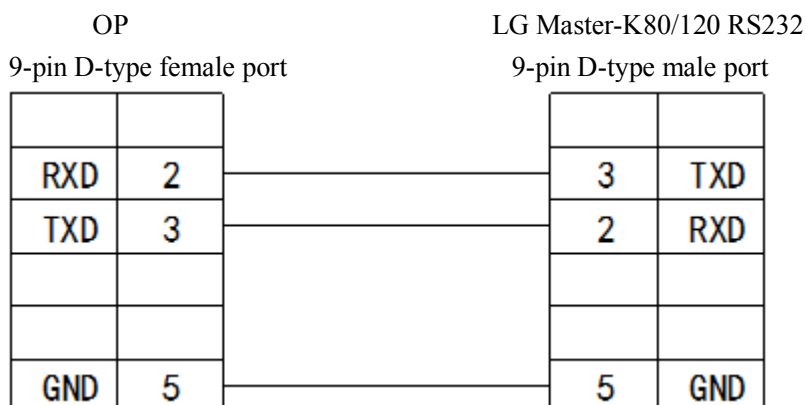 OP LG Master-K80/120 RS232
9-pin D-type female port 9-pin D-type male port
RXD 2 3 TXD
TXD 3 2 RXD
GND 5 5 GND